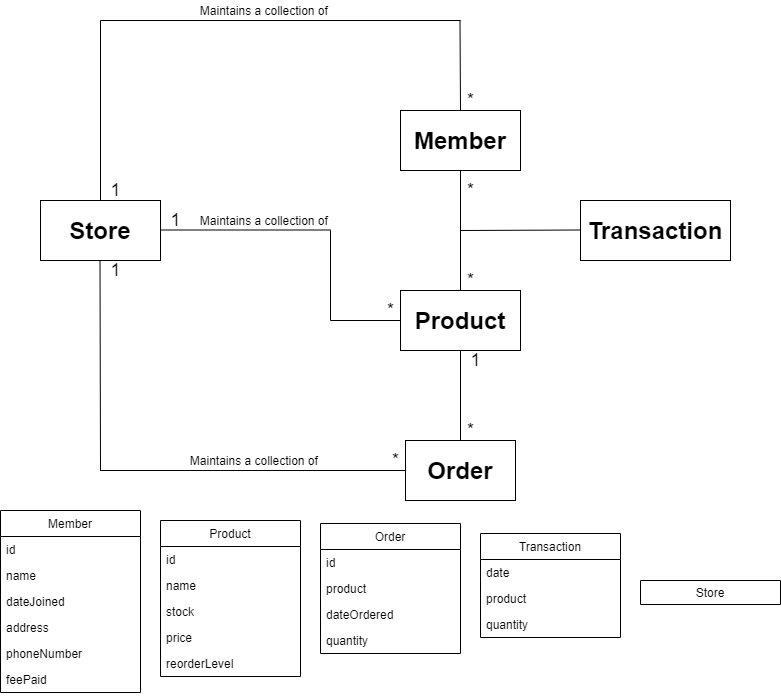 Maintains a collection of
*
Member
*
1
Store
1
Maintains a collection of
Transaction
1
*
*
Product
1
*
Maintains a collection of
*
Order
Member
id
name
dateJoined
address
phoneNumber
feePaid
Product
id
name
stock
price
reorderLevel
Order
id
product
dateOrdered
quantity
Transaction
date
product
quantity
Store